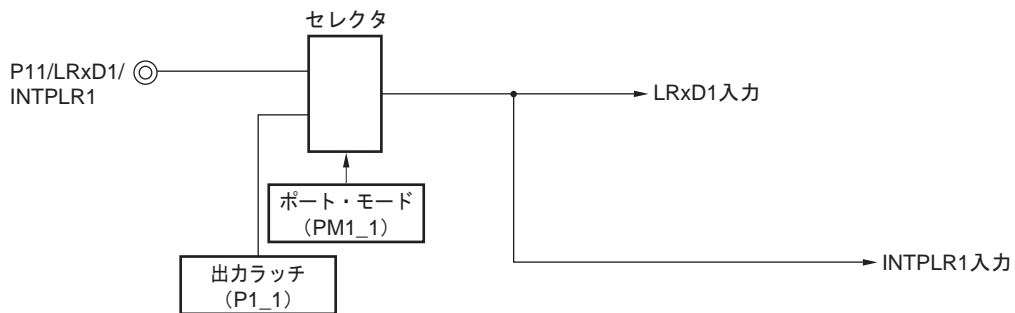 セレクタ
P11/LRxD1/
INTPLR1
LRxD1入力
ポート・モード
（PM1_1）
INTPLR1入力
出力ラッチ
（P1_1）